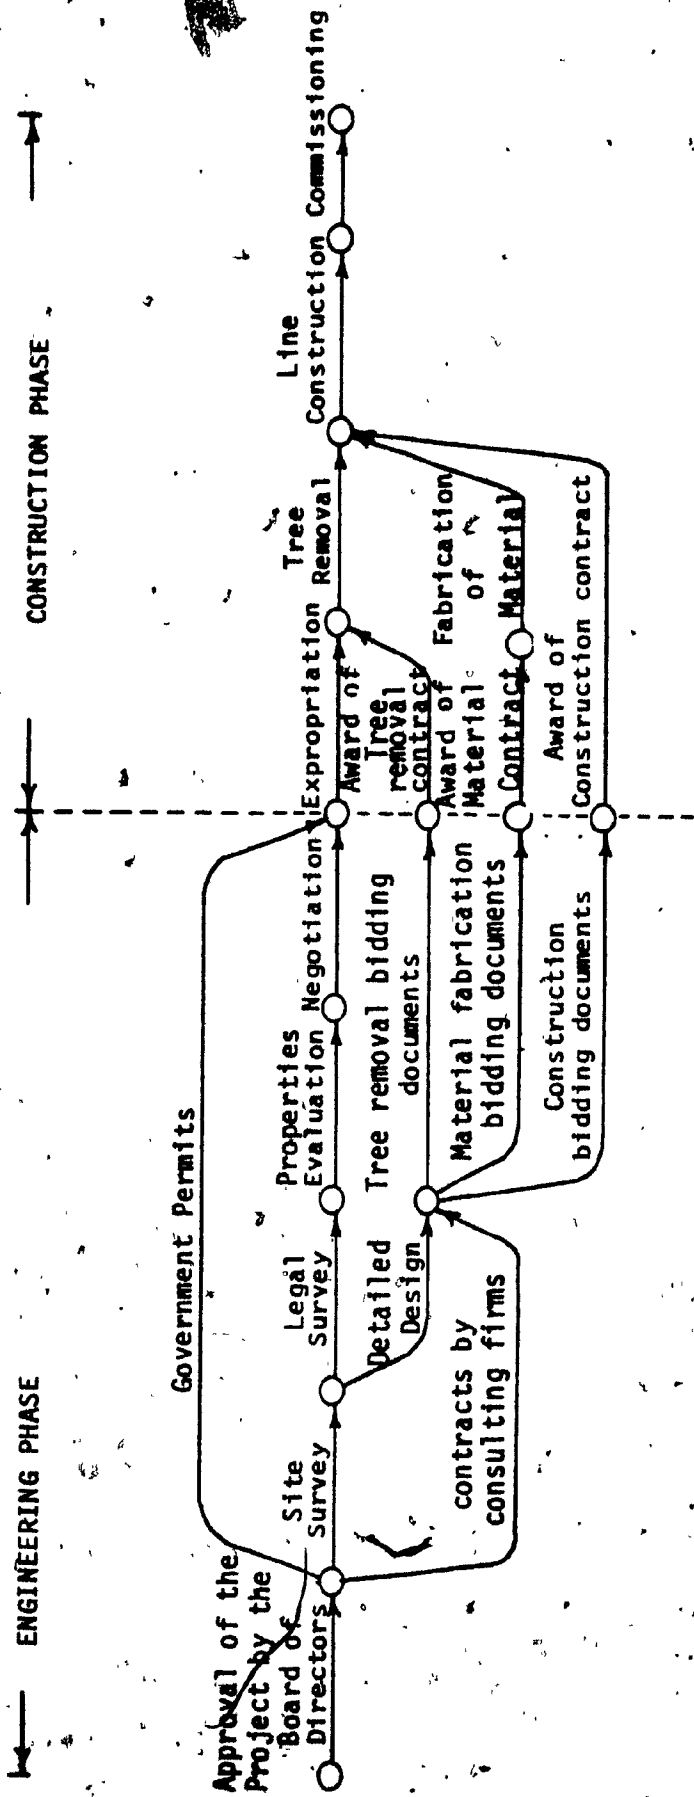 ENGINEERING PHASE
CONSTRUCTION PHASE
Government Permits
Approval of the
Project by the
Board of
Directors
Site
Survey
Legal
Survey
Properties
Evaluation
Negotiation
Expropriation
Tree
Removal
Line
Construction
Commissioning
Detailed
Design
Tree removal bidding
documents
Award of
Tree
removal
contract
contracts by
consulting firms
Material fabrication
bidding documents
Award of
Material
Contract
Fabrication
of
Material
Construction
bidding documents
Award of
Construction contract